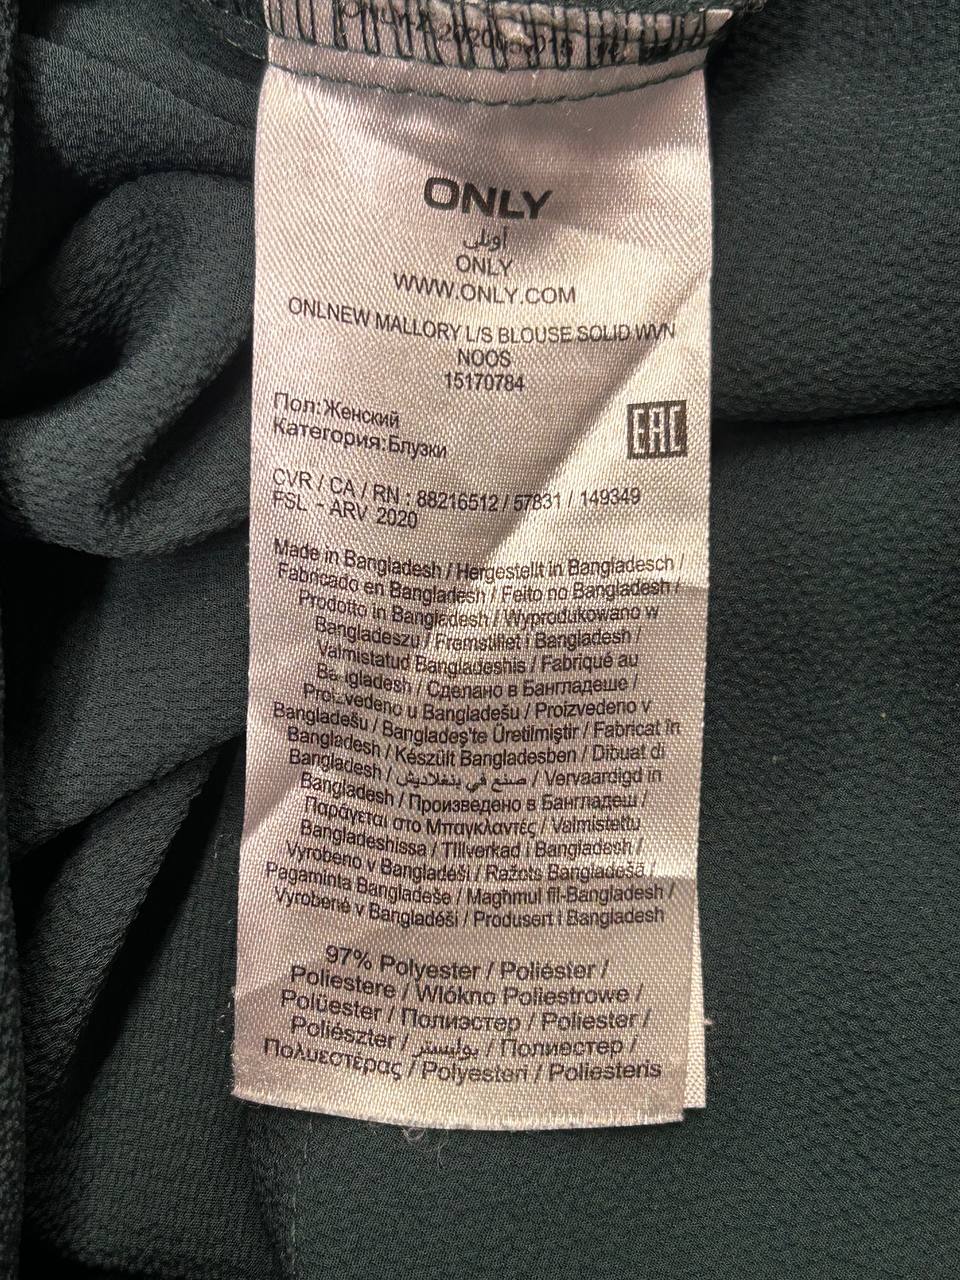 ONLY
أونلي
ONLY
WWW.ONLY.COM
ONLNEW MALLORY L/S BLOUSE SOLID WVN
NOOS
15170784
Пол:Женский
Категория:Блузки
EAC
CVR / CA / RN : 88216512 / 57831 / 149349
FSL - ARV 2020
Made in Bangladesh / Hergestellt in Bangladesch /
Fabricado en Bangladesh / Feito no Bangladesh /
Prodotto in Bangladesh / Wyprodukowano w
Bangladeszu / Fremstillet i Bangladesh /
Valmistatud Bangladeshis / Fabriqué au
Bangladesh / Сделано в Бангладеше /
Proizvedeno u Bangladešu / Proizvedeno v
Bangladešu / Bangladeş'te Üretilmiştir / Fabricat în
Bangladesh / Készült Bangladesben / Dibuat di
Bangladesh / صنع في بنغلاديش / Vervaardigd in
Bangladesh / Произведено в Бангладеш /
Παράγεται στο Μπαγκλαντές / Valmistettu
Bangladeshissa / Tillverkad i Bangladesh /
Vyrobeno v Bangladéši / Ražots Bangladešā /
Pagaminta Bangladeše / Maghmul fil-Bangladesh /
Vyrobené v Bangladéši / Produsert i Bangladesh
97% Polyester / Poliéster /
Poliestere / Włókno Poliestrowe /
Polüester / Полиэстер / Poliester /
Poliészter / بوليستر / Полиестер /
Πολυεστερας / Polyesteri / Poliesteris